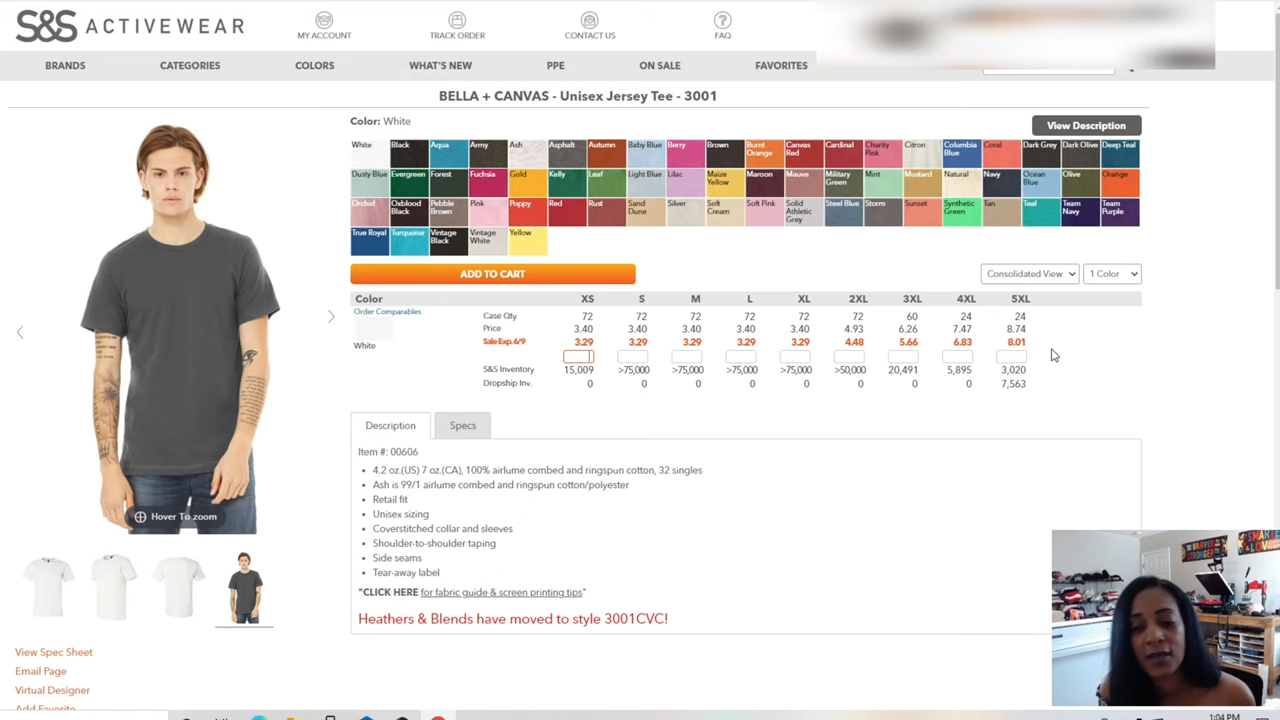 S&S ACTIVEWEAR
MY ACCOUNT TRACK ORDER CONTACT US FAQ
BRANDS CATEGORIES COLORS WHAT'S NEW PPE ON SALE FAVORITES
BELLA + CANVAS - Unisex Jersey Tee - 3001
Color: White
View Description
White Black Aqua Army Ash Asphalt Autumn Baby Blue Berry Brown Burnt Orange Canvas Red Cardinal Charity Pink Citron Columbia Blue Coral Dark Grey Dark Olive Deep Teal
Dusty Blue Evergreen Forest Fuchsia Gold Kelly Leaf Light Blue Lilac Maize Yellow Maroon Mauve Military Green Mint Mustard Natural Navy Ocean Blue Olive Orange
Orchid Oxblood Black Pebble Brown Pink Poppy Red Rust Sand Dune Silver Soft Cream Soft Pink Solid Athletic Grey Steel Blue Storm Sunset Synthetic Green Tan Teal Team Navy Team Purple
True Royal Turquoise Vintage Black Vintage White Yellow
ADD TO CART
Consolidated View 1 Color
Color XS S M L XL 2XL 3XL 4XL 5XL
Order Comparables
Case Qty 72 72 72 72 72 72 60 24 24
Price 3.40 3.40 3.40 3.40 3.40 4.93 6.26 7.47 8.74
White
Sale Exp. 6/9 3.29 3.29 3.29 3.29 3.29 4.48 5.66 6.83 8.01
S&S Inventory 15,009 >75,000 >75,000 >75,000 >75,000 >50,000 20,491 5,895 3,020
Dropship Inv. 0 0 0 0 0 0 0 0 7,563
Description Specs
Item #: 00606
• 4.2 oz.(US) 7 oz.(CA), 100% airlume combed and ringspun cotton, 32 singles
• Ash is 99/1 airlume combed and ringspun cotton/polyester
• Retail fit
• Unisex sizing
• Coverstitched collar and sleeves
• Shoulder-to-shoulder taping
• Side seams
• Tear-away label
"CLICK HERE for fabric guide & screen printing tips"
Heathers & Blends have moved to style 3001CVC!
Hover To zoom
View Spec Sheet
Email Page
Virtual Designer
Add Favorite
1:04 PM